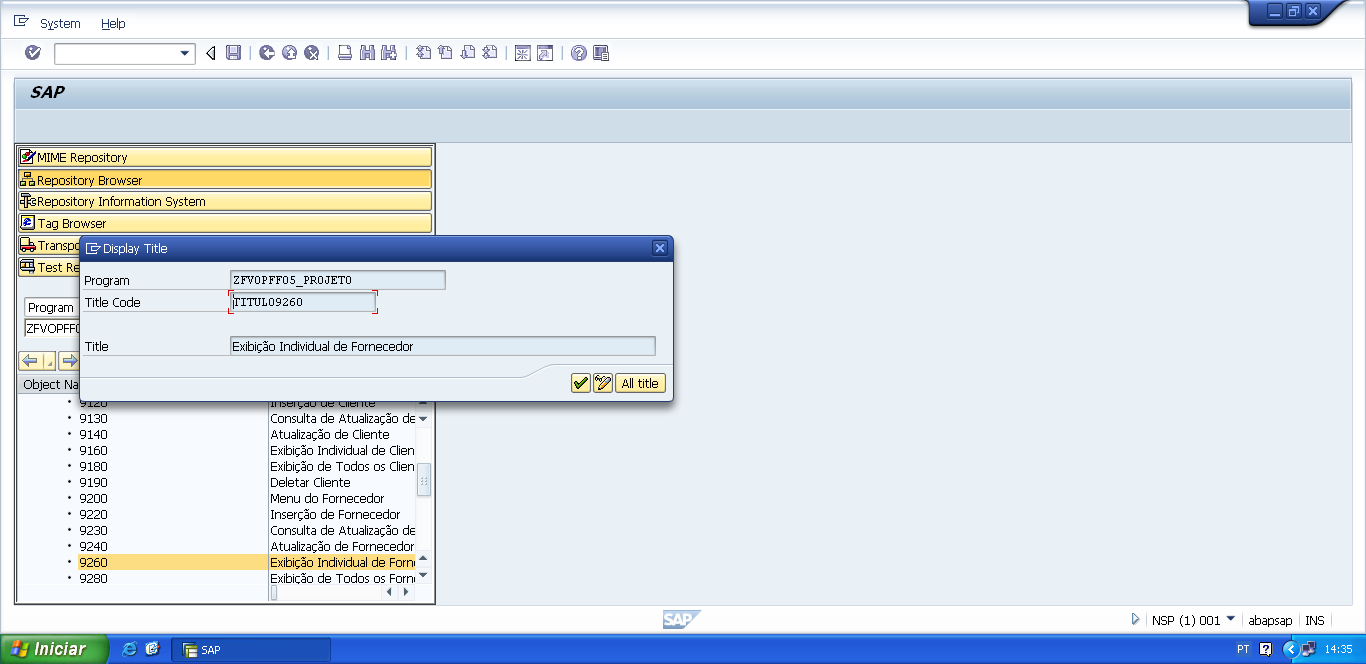 System Help
SAP
MIME Repository
Repository Browser
Repository Information System
Tag Browser
Display Title
Program ZFVOPFF05_PROJETO
Title Code TITUL09260
Title Exibição Individual de Fornecedor
All title
Transpo
Test Re
Program
ZFVOPFF0
Object Na
9120 Inserção de Cliente
9130 Consulta de Atualização de
9140 Atualização de Cliente
9160 Exibição Individual de Clien
9180 Exibição de Todos os Clien
9190 Deletar Cliente
9200 Menu do Fornecedor
9220 Inserção de Fornecedor
9230 Consulta de Atualização de
9240 Atualização de Fornecedor
9260 Exibição Individual de Forn
9280 Exibição de Todos os Forn
SAP NSP (1) 001 abapsap INS
Iniciar SAP PT 14:35